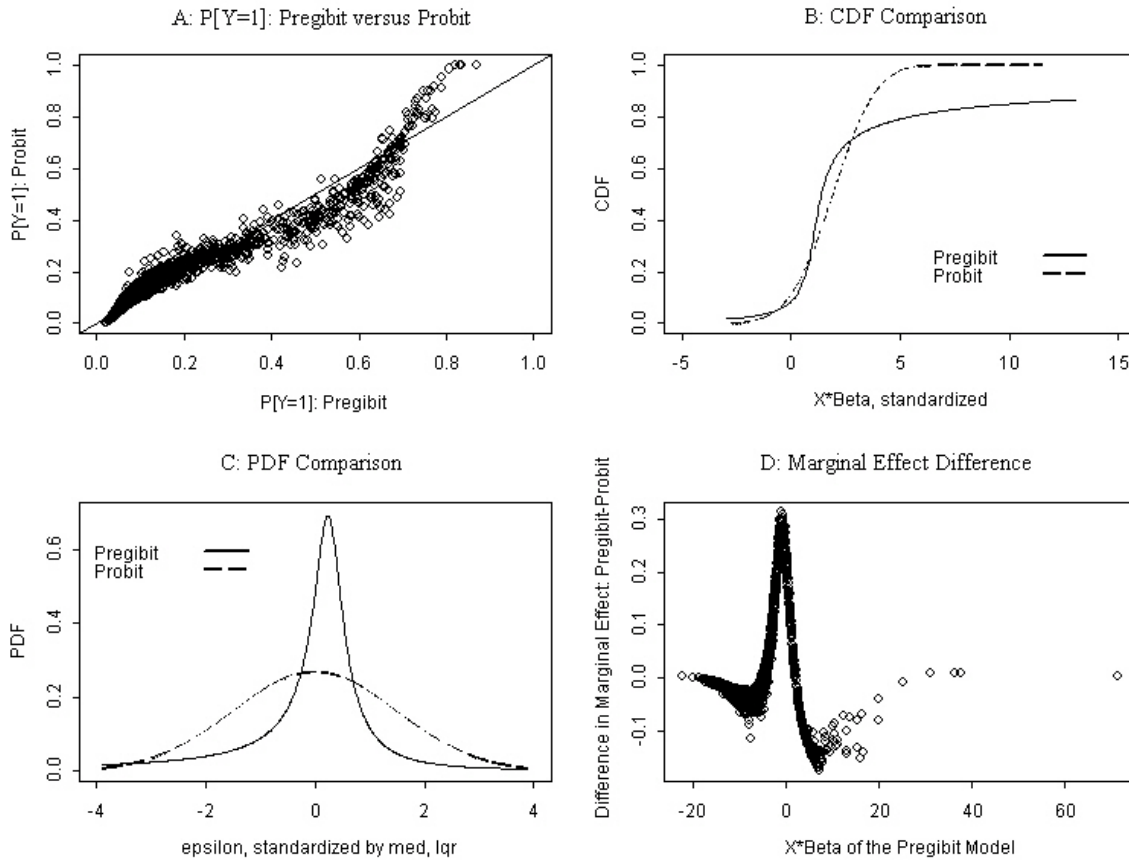 A: P[Y=1]: Pregibit versus Probit
P[Y=1]: Probit
0.0 0.2 0.4 0.6 0.8 1.0
0.0 0.2 0.4 0.6 0.8 1.0
P[Y=1]: Pregibit
B: CDF Comparison
CDF
0.0 0.2 0.4 0.6 0.8 1.0
Pregibit
Probit
-5 0 5 10 15
X*Beta, standardized
C: PDF Comparison
PDF
0.0 0.2 0.4 0.6
Pregibit
Probit
-4 -2 0 2 4
epsilon, standardized by med, Iqr
D: Marginal Effect Difference
Difference in Marginal Effect: Pregibit-Probit
-0.1 0.0 0.1 0.2 0.3
-20 0 20 40 60
X*Beta of the Pregibit Model